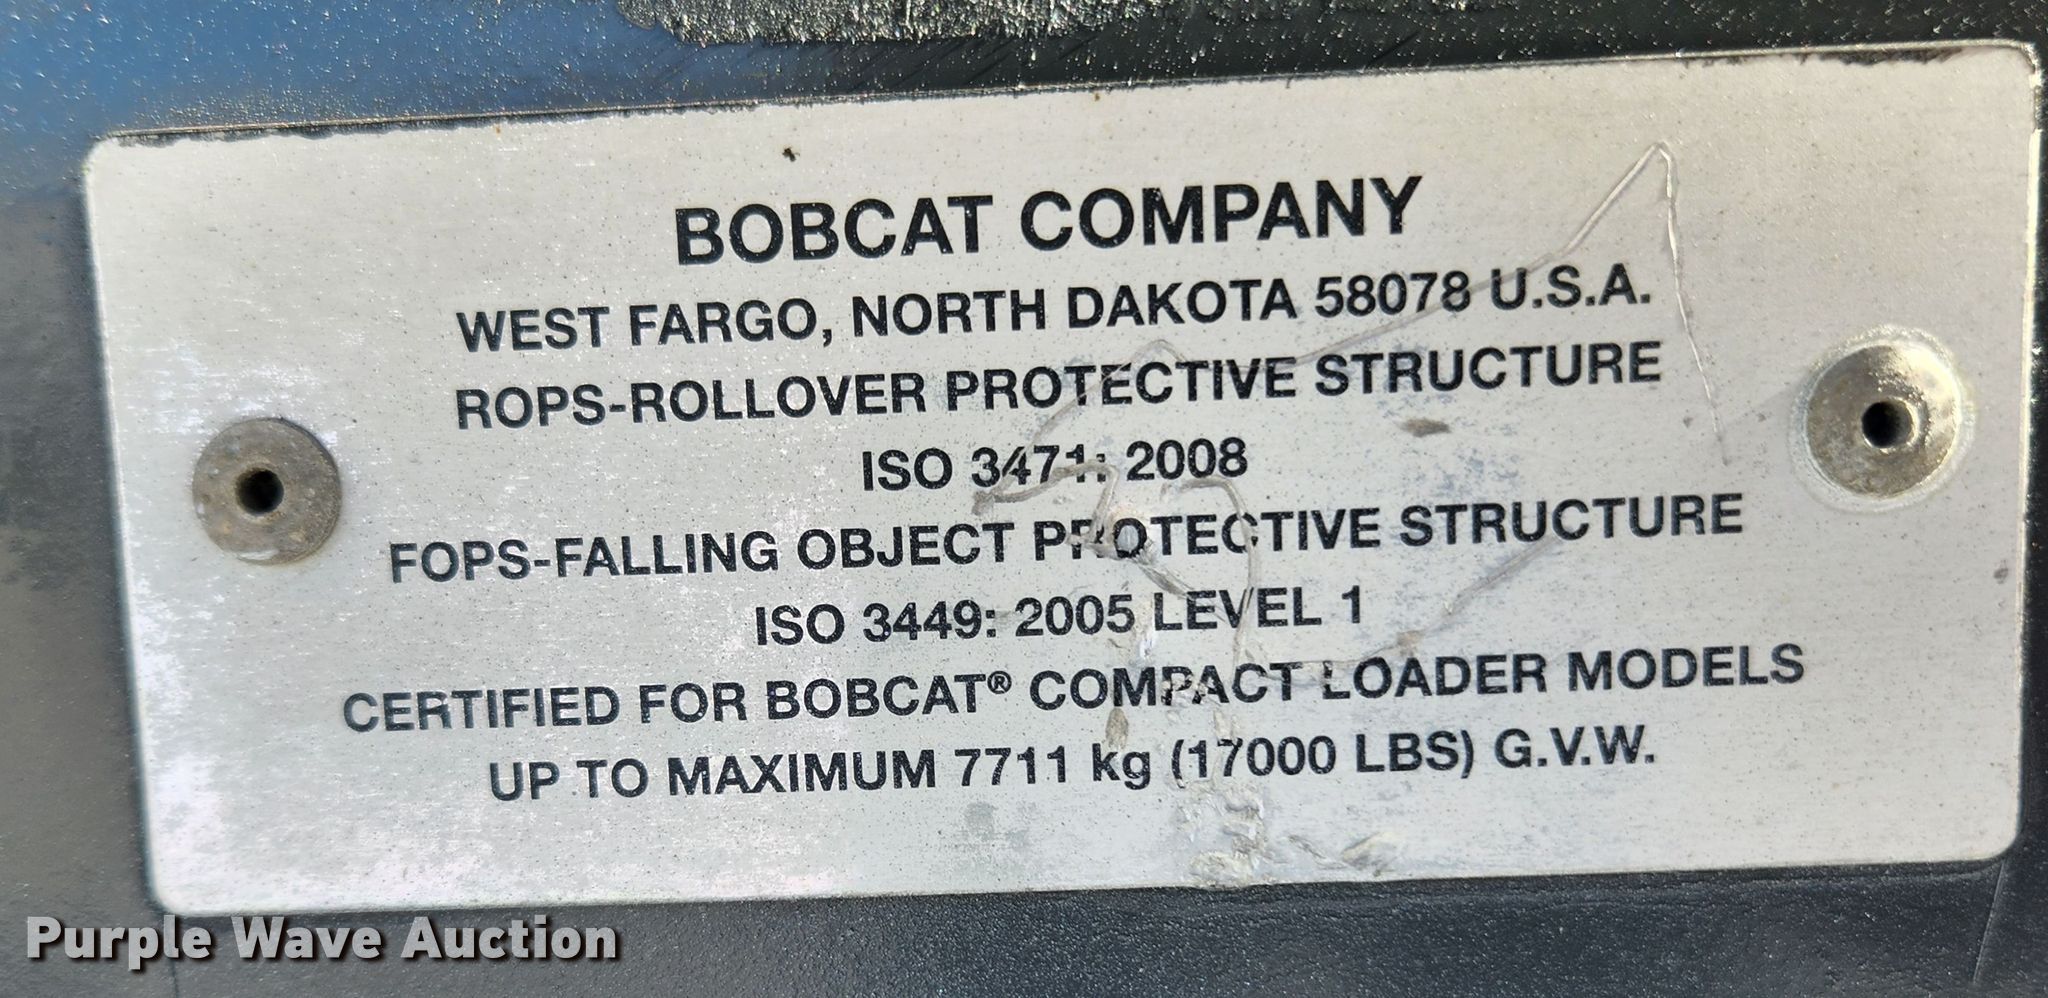 BOBCAT COMPANY
WEST FARGO, NORTH DAKOTA 58078 U.S.A.
ROPS-ROLLOVER PROTECTIVE STRUCTURE
ISO 3471: 2008
FOPS-FALLING OBJECT PROTECTIVE STRUCTURE
ISO 3449: 2005 LEVEL 1
CERTIFIED FOR BOBCAT® COMPACT LOADER MODELS
UP TO MAXIMUM 7711 kg (17000 LBS) G.V.W.
Purple Wave Auction